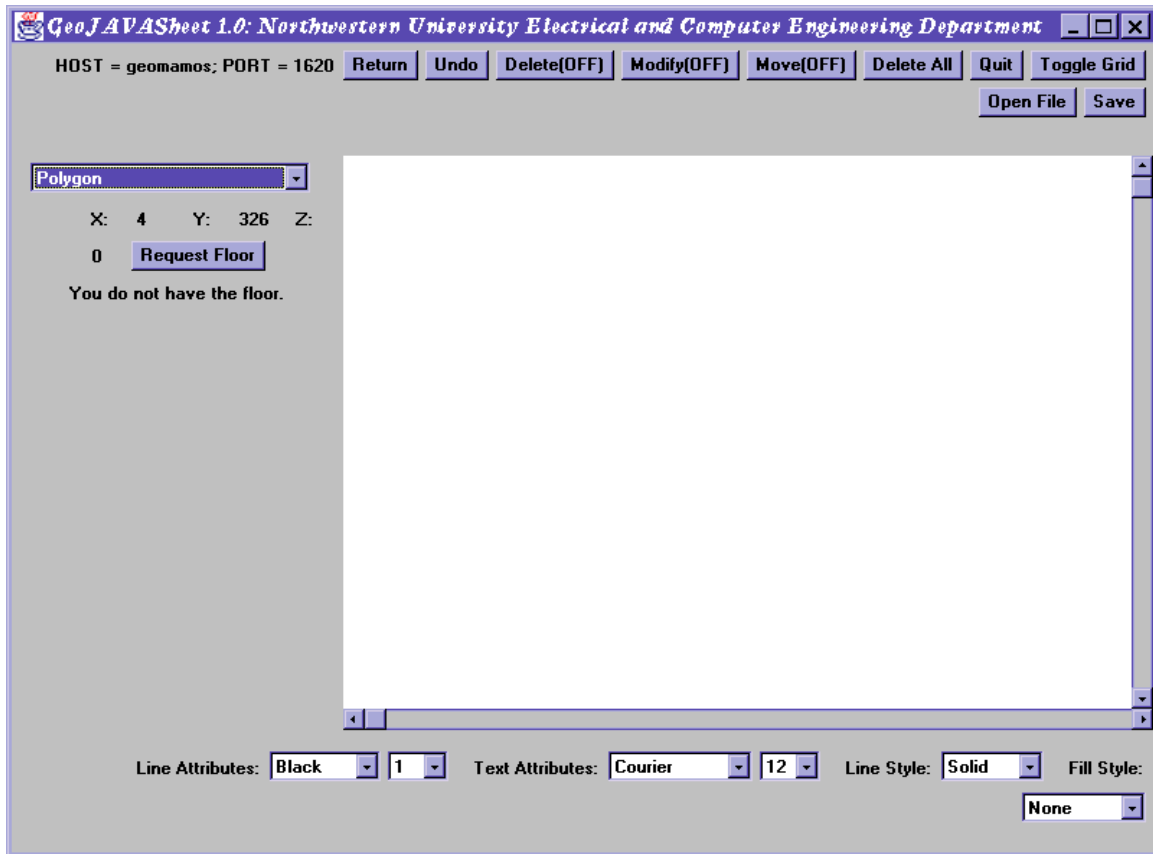 GeoJAVASheet 1.0: Northwestern University Electrical and Computer Engineering Department
HOST = geomamos; PORT = 1620 Return Undo Delete(OFF) Modify(OFF) Move(OFF) Delete All Quit Toggle Grid
Open File Save
Polygon
X: 4 Y: 326 Z:
0 Request Floor
You do not have the floor.
Line Attributes: Black 1 Text Attributes: Courier 12 Line Style: Solid Fill Style:
None